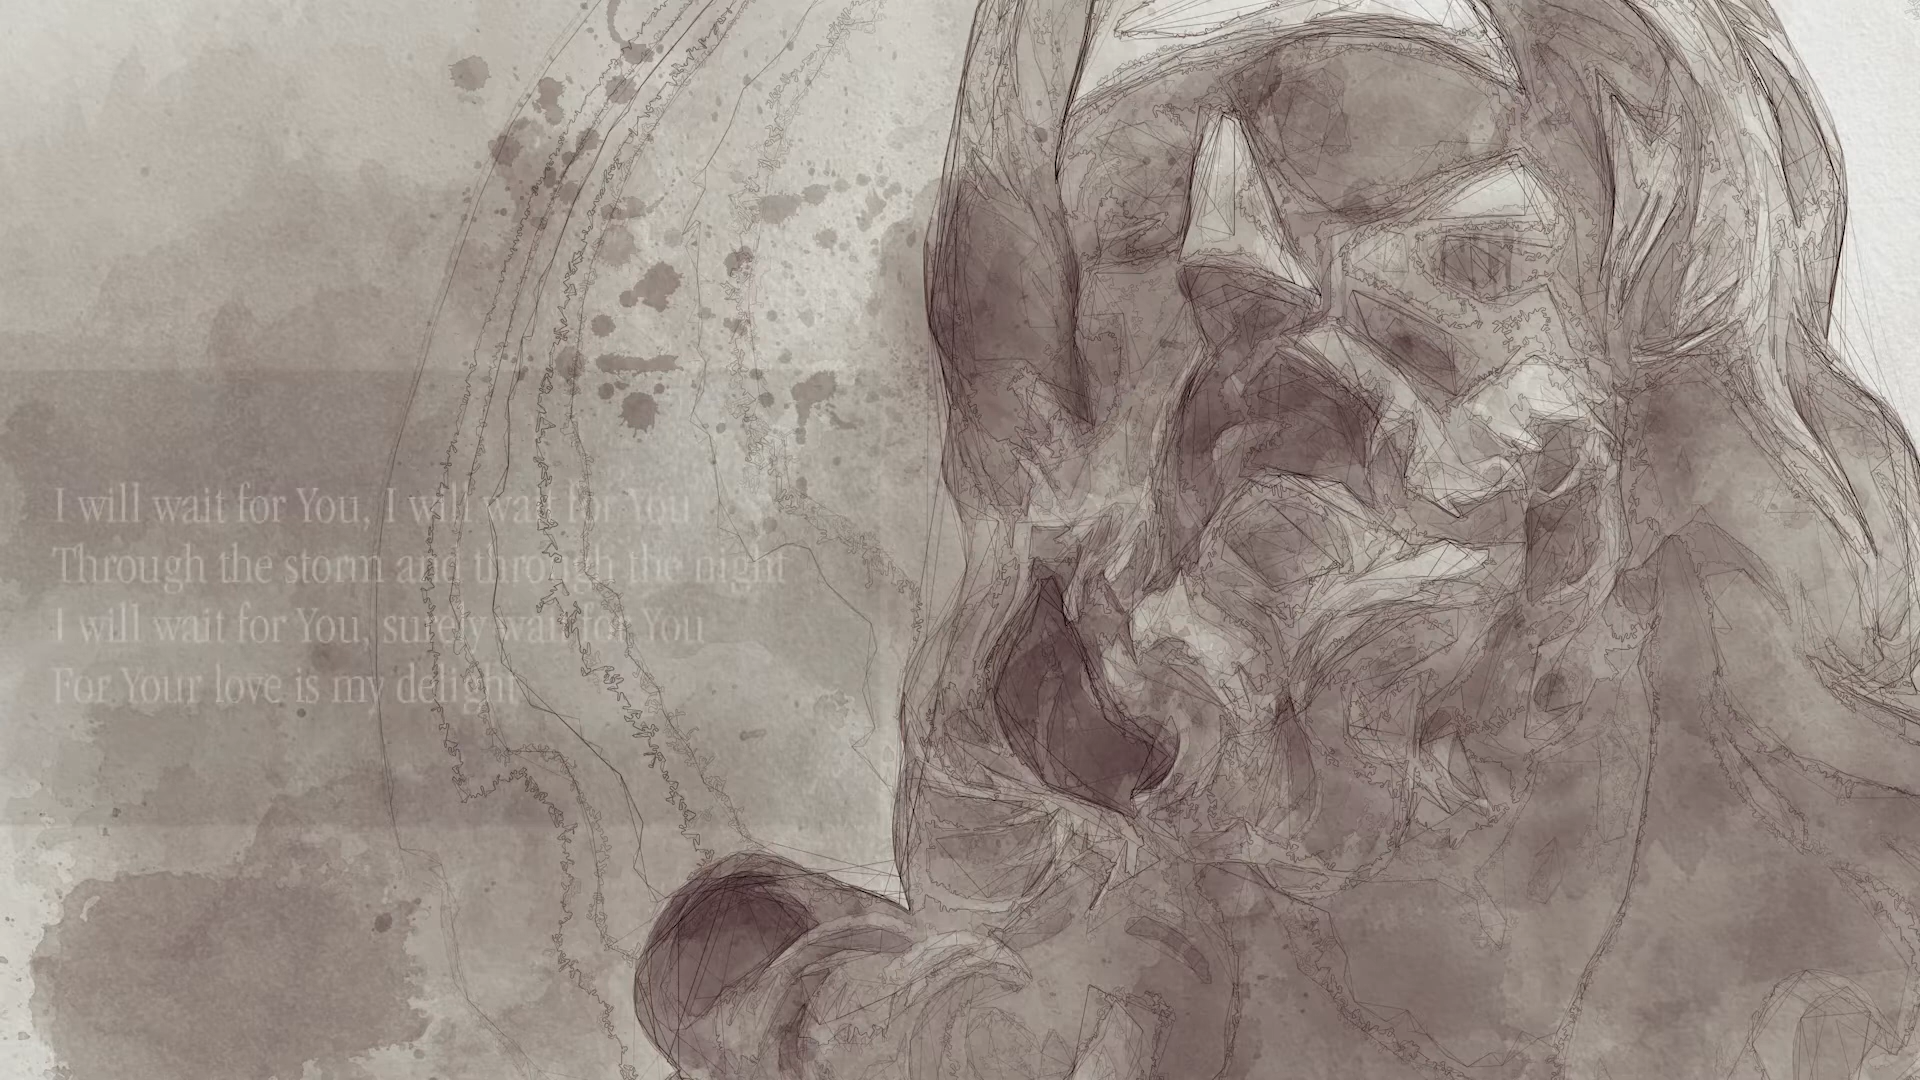 I will wait for You, I will wait for You
Through the storm and through the night
I will wait for You, surely wait for You
For Your love is my delight